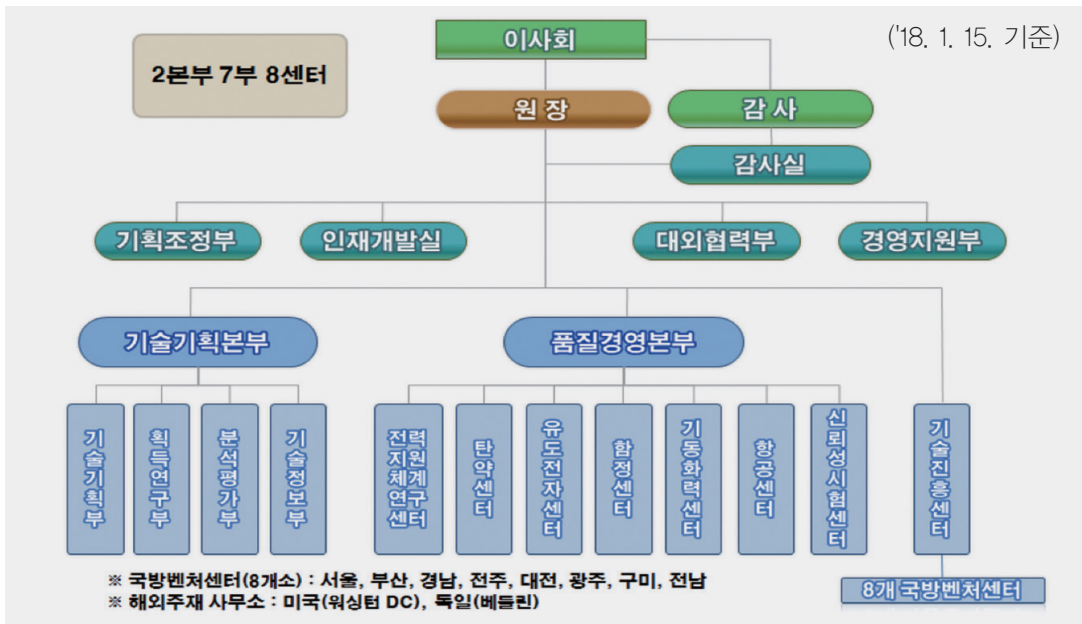 ('18. 1. 15. 기준)
2본부 7부 8센터
이사회
원장
감사
감사실
기획조정부
인재개발실
대외협력부
경영지원부
기술기획본부
품질경영본부
기술기획부
획득연구부
분석평가부
기술정보부
전력지원체계연구센터
탄약센터
유도전자센터
함정센터
기동화력센터
항공센터
신뢰성시험센터
기술진흥센터
8개 국방벤처센터
※ 국방벤처센터(8개소) : 서울, 부산, 경남, 전주, 대전, 광주, 구미, 전남
※ 해외주재 사무소 : 미국(워싱턴 DC), 독일(베를린)